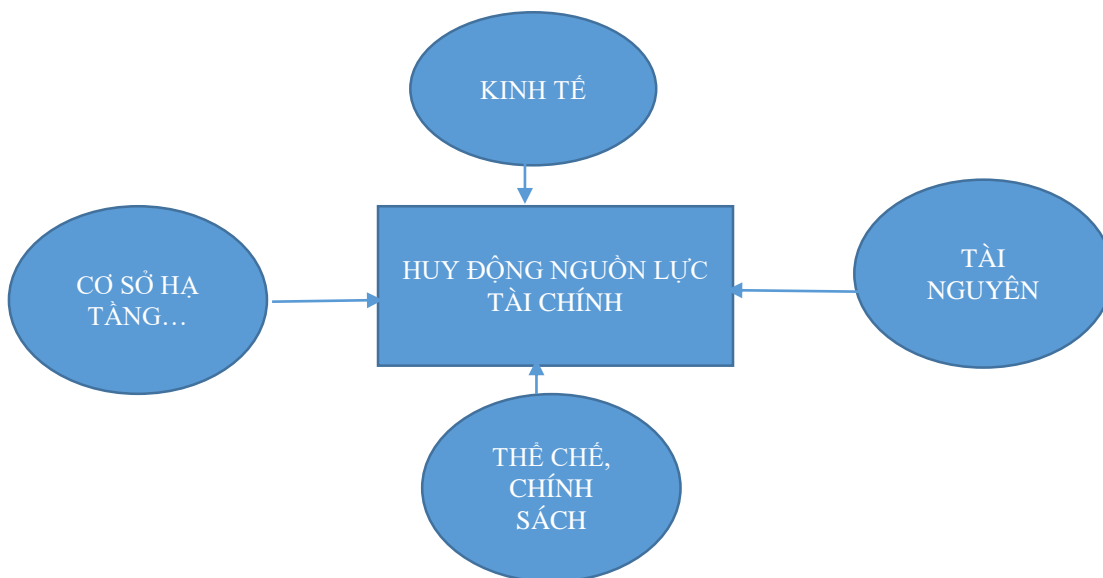 KINH TẾ
HUY ĐỘNG NGUỒN LỰC
TÀI CHÍNH
CƠ SỞ HẠ
TẦNG…
TÀI
NGUYÊN
THỂ CHẾ,
CHÍNH
SÁCH